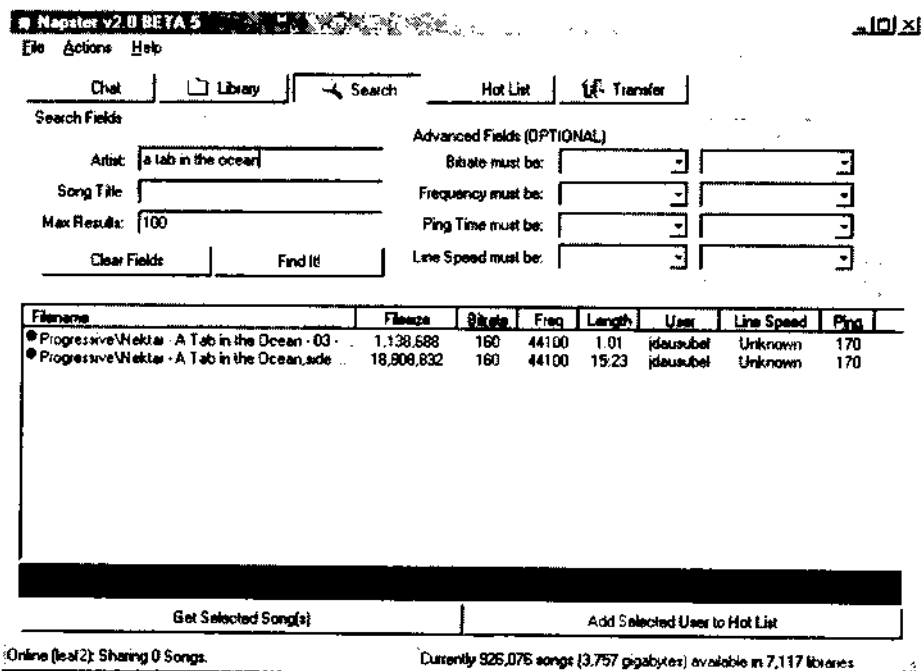 Napster v2.0 BETA 5
File Actions Help
Chat Library Search Hot List Transfer
Search Fields
Advanced Fields (OPTIONAL)
Artist: a tab in the ocean
Bitrate must be:
Song Title
Frequency must be:
Max Results: 100
Ping Time must be:
Clear Fields Find It!
Line Speed must be:
Filename Filesize Bitrate Freq Length User Line Speed Ping
Progressive\Nektar - A Tab in the Ocean - 03 - 1,138,688 160 44100 1:01 jdausubel Unknown 170
Progressive\Nektar - A Tab in the Ocean,side ... 18,808,832 160 44100 15:23 jdausubel Unknown 170
Get Selected Song(s) Add Selected User to Hot List
Online (leaf2): Sharing 0 Songs. Currently 926,076 songs (3,757 gigabytes) available in 7,117 libraries